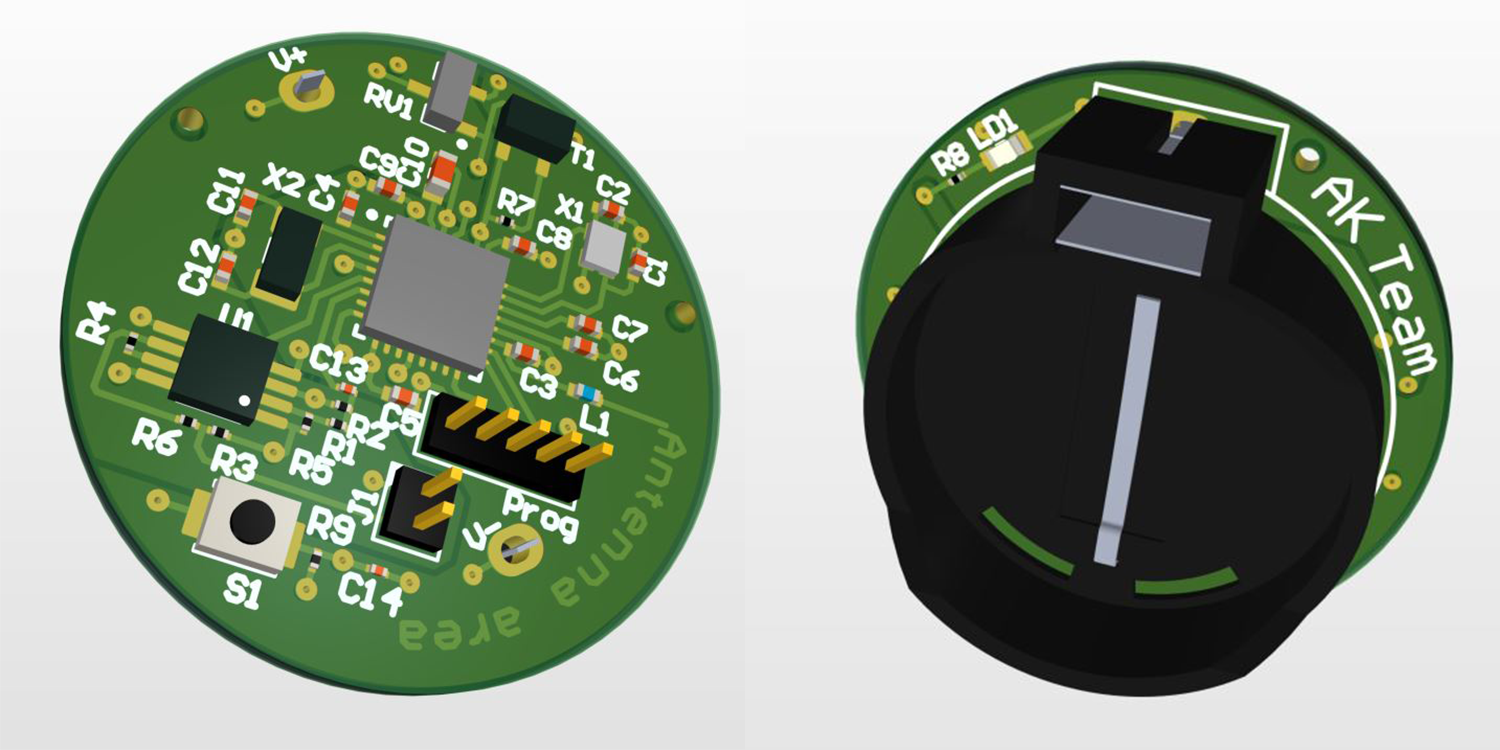 V+
RV1
T1
C9
C10
C11
X2
C4
R7
C2
X1
C8
C1
C12
R4
U1
C7
C13
C3
C6
C5
L1
R2
R1
R6
R3
R5
J1
Prog
V-
R9
S1
C14
Antenna area
R8
LD1
AK Team